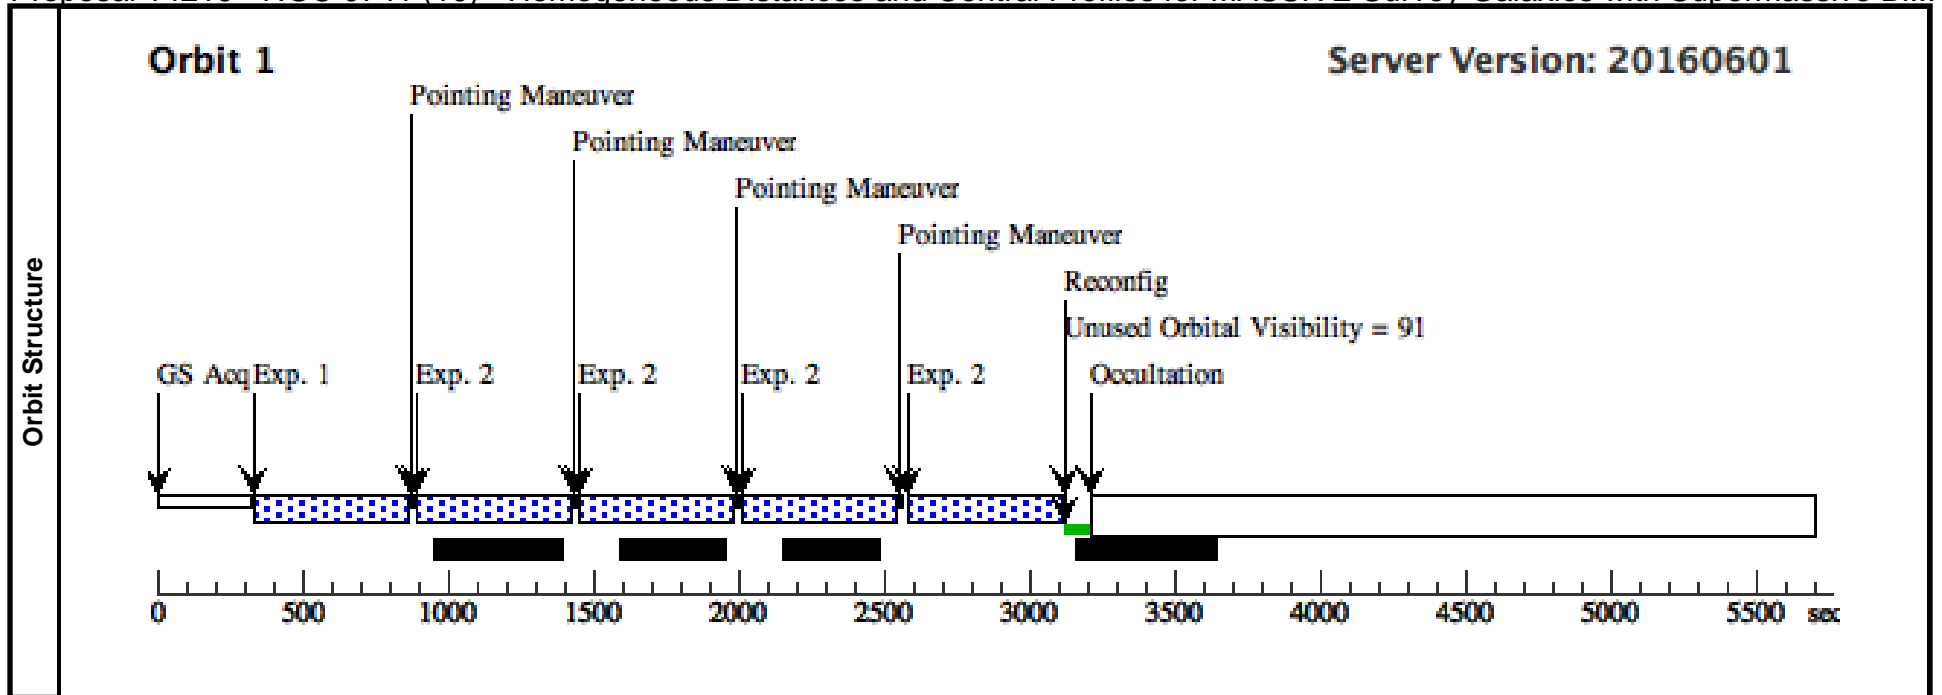 Orbit 1
Server Version: 20160601
Pointing Maneuver
Pointing Maneuver
Pointing Maneuver
Pointing Maneuver
Reconfig
Unused Orbital Visibility = 91
GS Acq Exp. 1 Exp. 2 Exp. 2 Exp. 2 Exp. 2 Occultation
Orbit Structure
0 500 1000 1500 2000 2500 3000 3500 4000 4500 5000 5500 sec